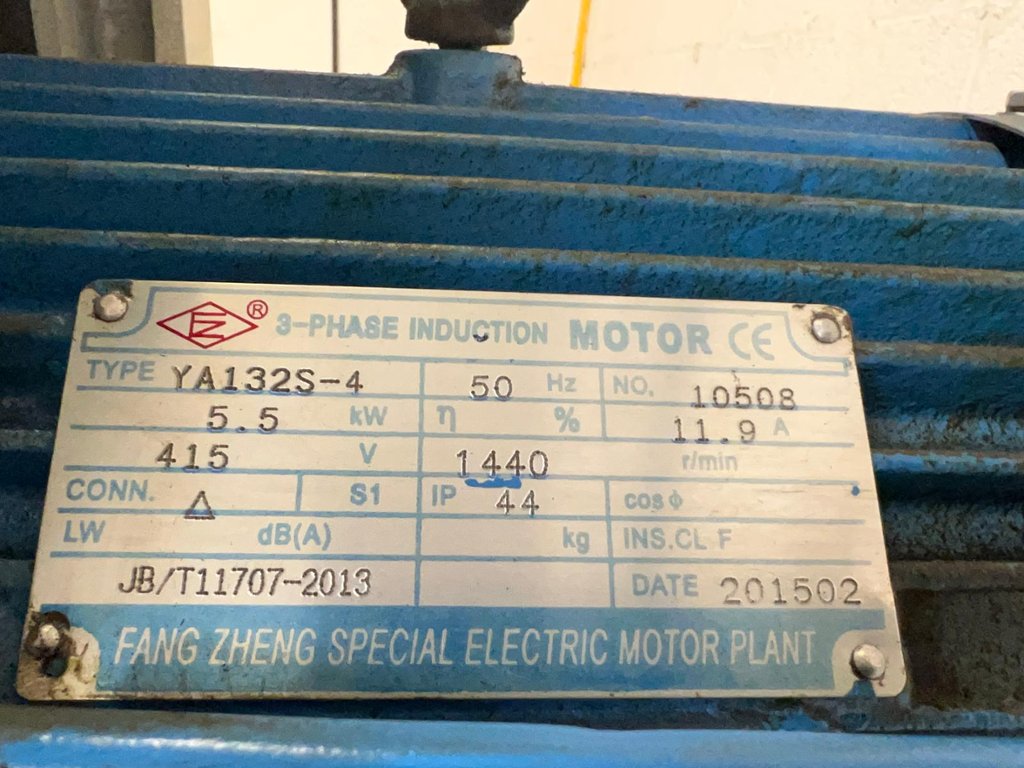 ® 3-PHASE INDUCTION MOTOR CE
TYPE YA132S-4 50 Hz NO. 10508
5.5 kW η % 11.9 A
415 V 1440 r/min
CONN. △ S1 IP 44 cosϕ
LW dB(A) kg INS.CL F
JB/T11707-2013 DATE 201502
FANG ZHENG SPECIAL ELECTRIC MOTOR PLANT